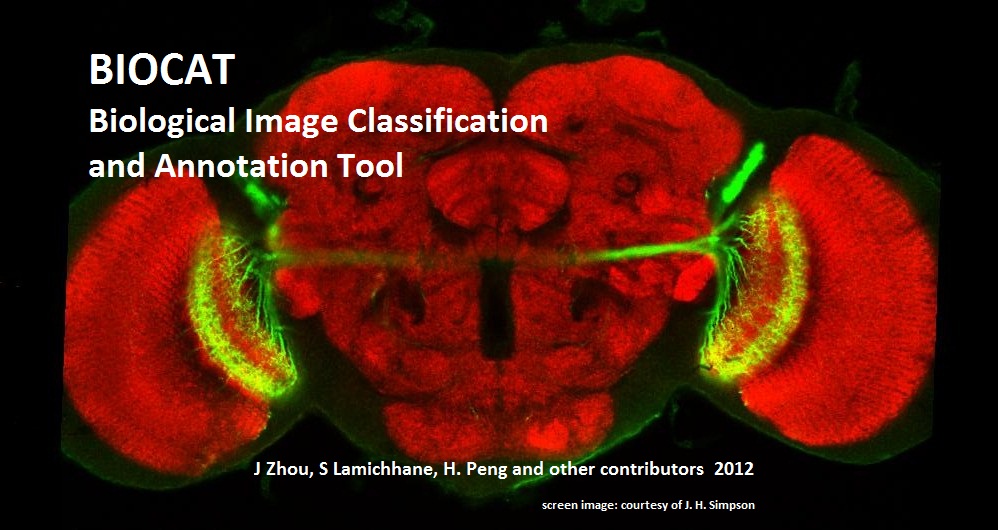 BIOCAT
Biological Image Classification
and Annotation Tool
J Zhou, S Lamichhane, H. Peng and other contributors  2012
screen image: courtesy of J. H. Simpson